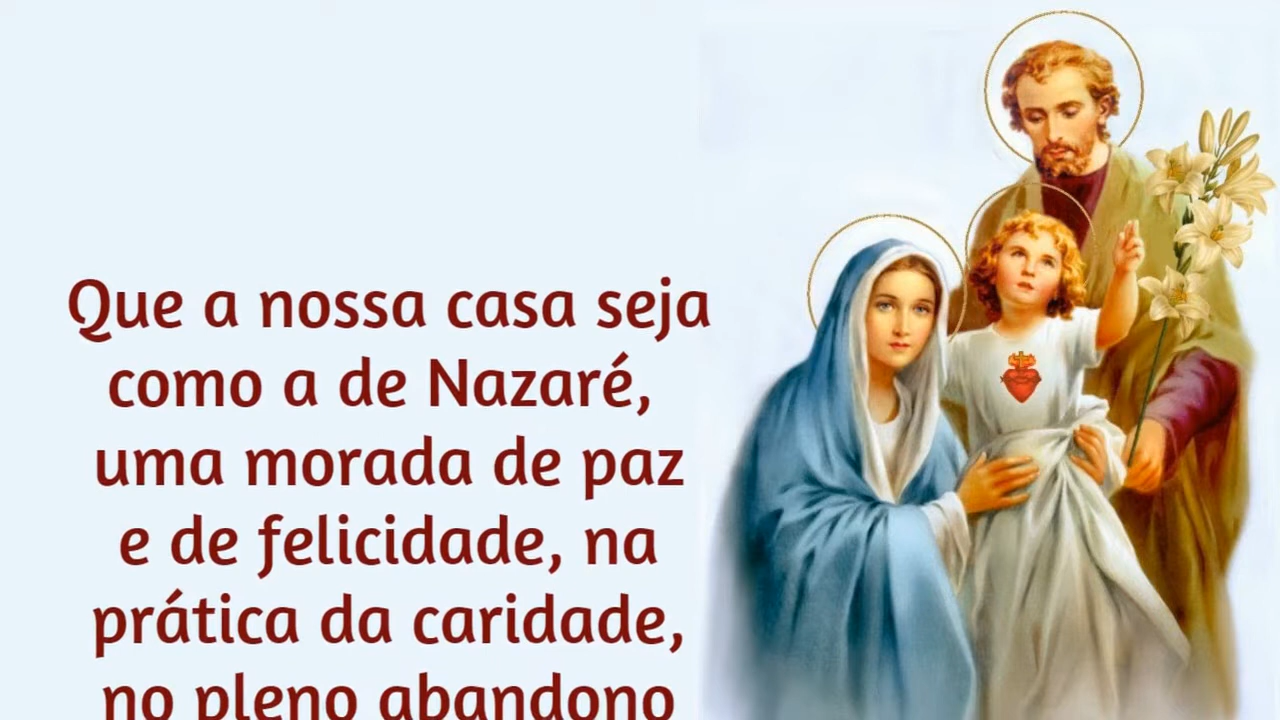 Que a nossa casa seja
como a de Nazaré,
uma morada de paz
e de felicidade, na
prática da caridade,
no pleno abandono